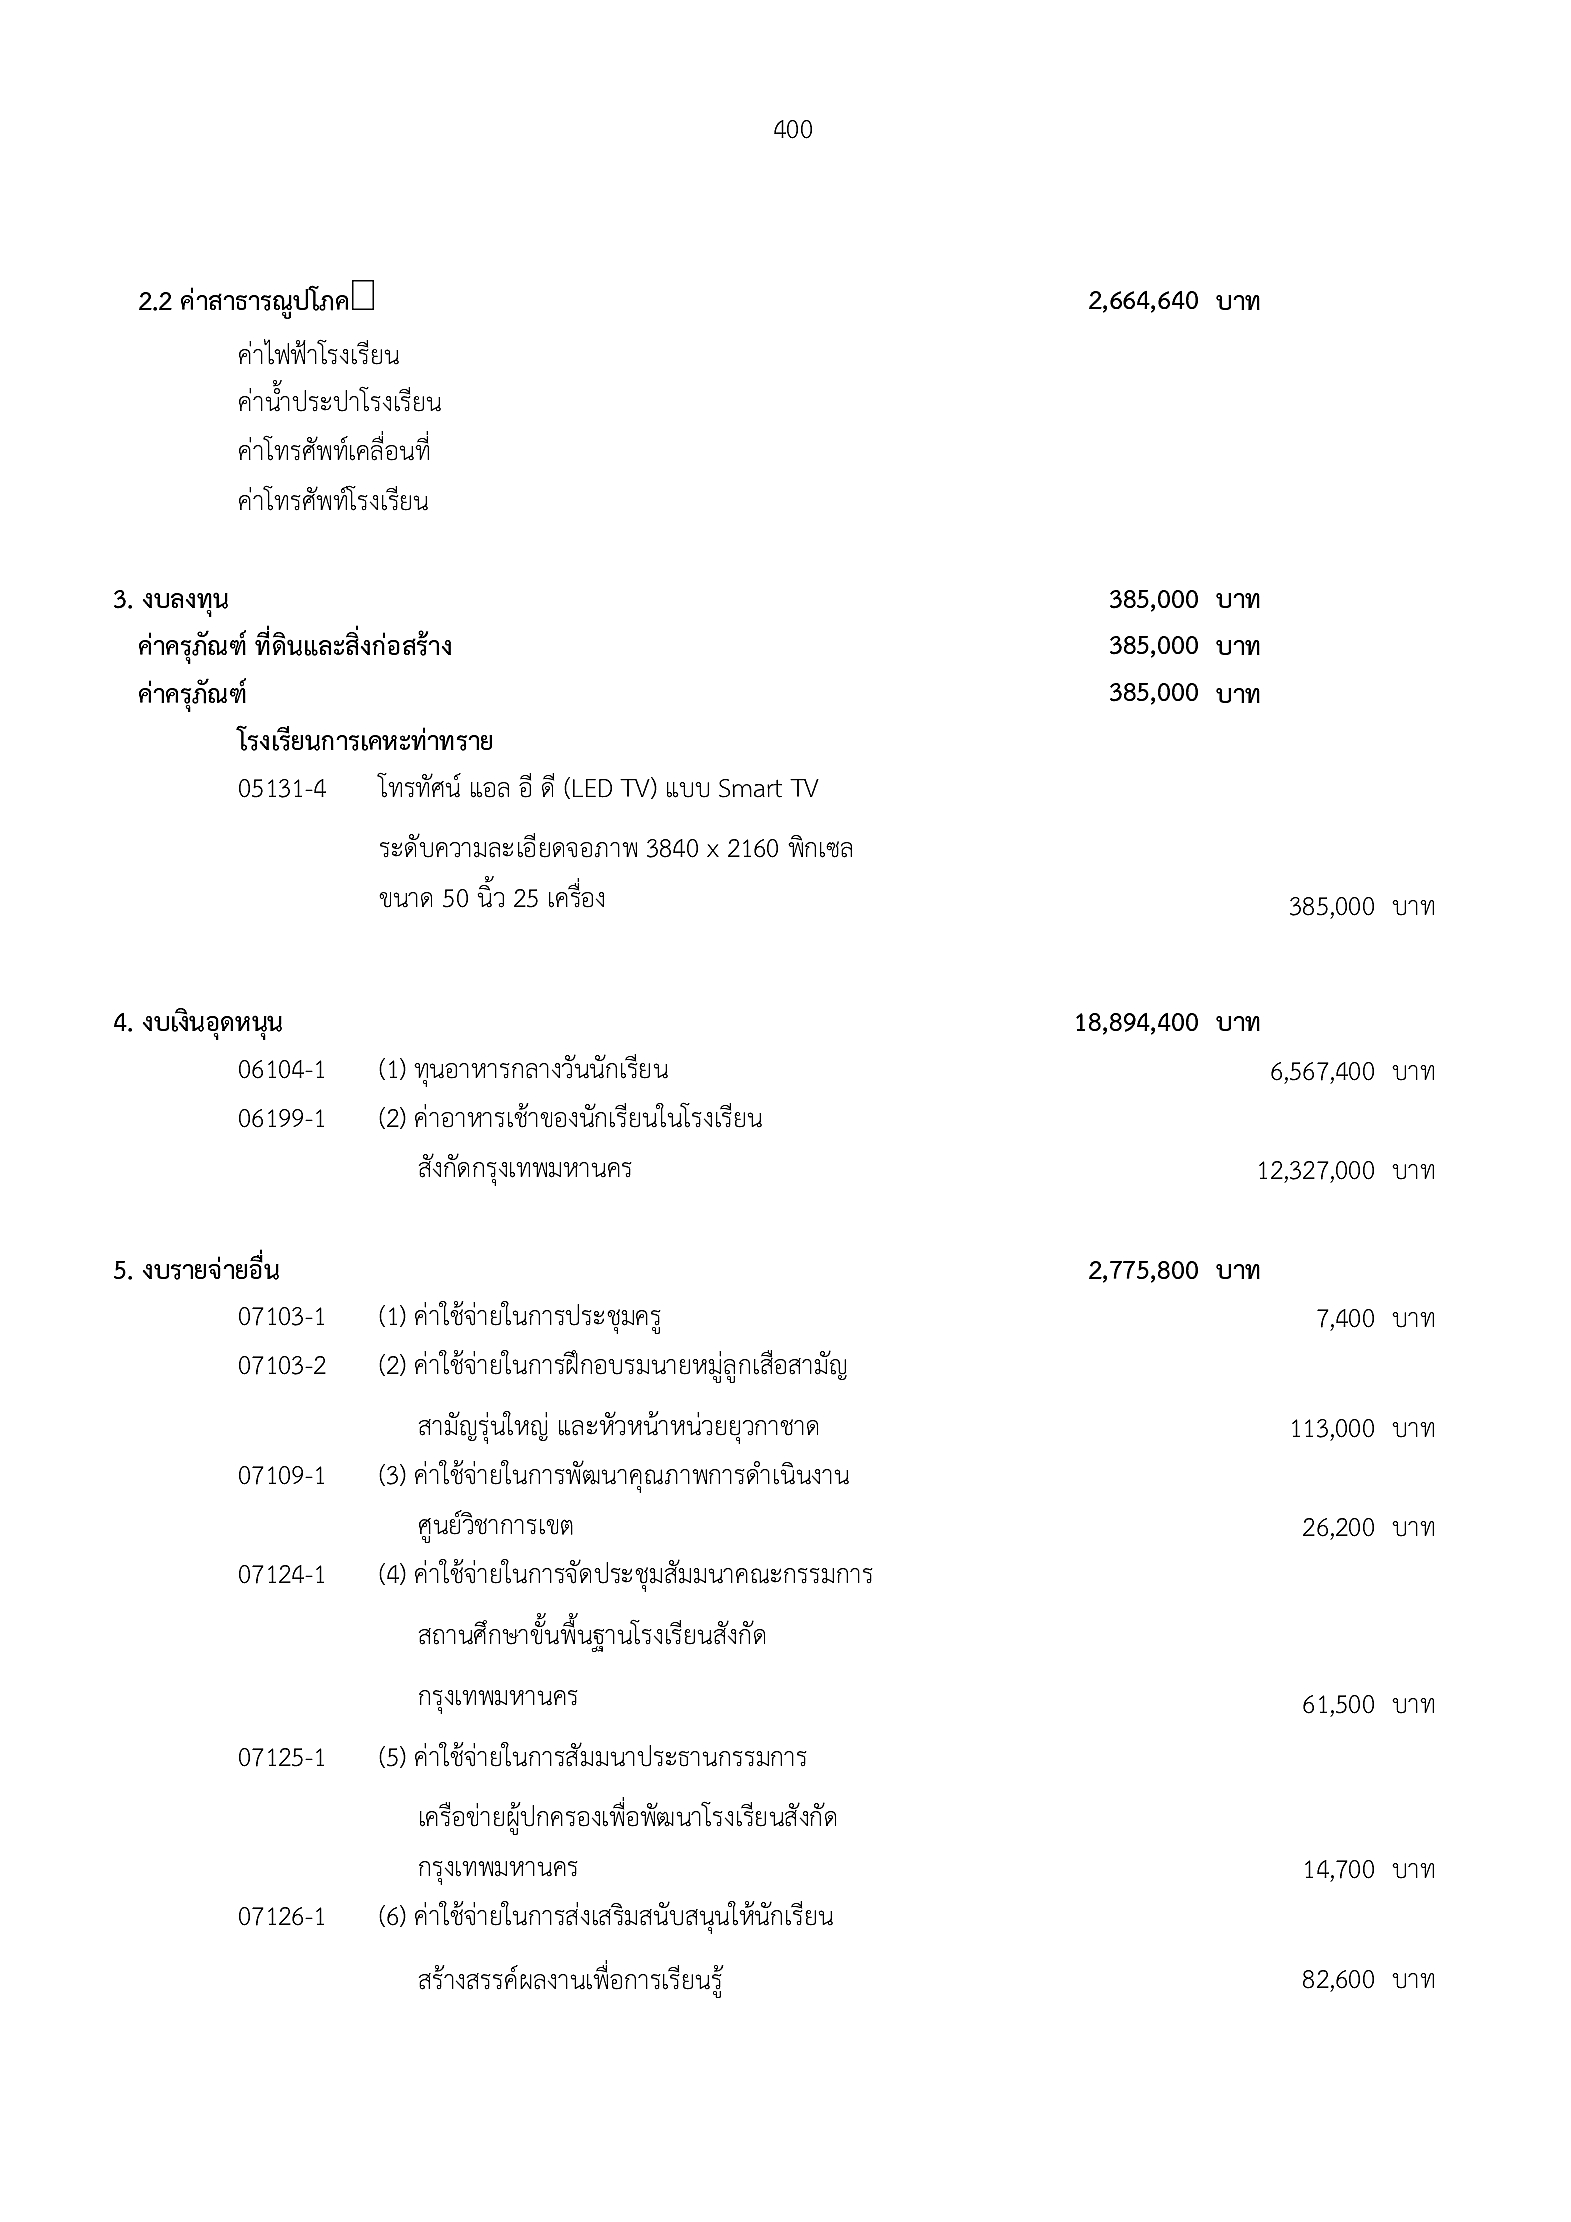 400
2.2 ค่าสาธารณูปโภค 2,664,640 บาท
ค่าไฟฟ้าโรงเรียน
ค่าน้ำประปาโรงเรียน
ค่าโทรศัพท์เคลื่อนที่
ค่าโทรศัพท์โรงเรียน
3. งบลงทุน 385,000 บาท
ค่าครุภัณฑ์ ที่ดินและสิ่งก่อสร้าง 385,000 บาท
ค่าครุภัณฑ์ 385,000 บาท
โรงเรียนการเคหะท่าทราย
05131-4 โทรทัศน์ แอล อี ดี (LED TV) แบบ Smart TV
ระดับความละเอียดจอภาพ 3840 x 2160 พิกเซล
ขนาด 50 นิ้ว 25 เครื่อง 385,000 บาท
4. งบเงินอุดหนุน 18,894,400 บาท
06104-1 (1) ทุนอาหารกลางวันนักเรียน 6,567,400 บาท
06199-1 (2) ค่าอาหารเช้าของนักเรียนในโรงเรียน
สังกัดกรุงเทพมหานคร 12,327,000 บาท
5. งบรายจ่ายอื่น 2,775,800 บาท
07103-1 (1) ค่าใช้จ่ายในการประชุมครู 7,400 บาท
07103-2 (2) ค่าใช้จ่ายในการฝึกอบรมนายหมู่ลูกเสือสามัญ
สามัญรุ่นใหญ่ และหัวหน้าหน่วยยุวกาชาด 113,000 บาท
07109-1 (3) ค่าใช้จ่ายในการพัฒนาคุณภาพการดำเนินงาน
ศูนย์วิชาการเขต 26,200 บาท
07124-1 (4) ค่าใช้จ่ายในการจัดประชุมสัมมนาคณะกรรมการ
สถานศึกษาขั้นพื้นฐานโรงเรียนสังกัด
กรุงเทพมหานคร 61,500 บาท
07125-1 (5) ค่าใช้จ่ายในการสัมมนาประธานกรรมการ
เครือข่ายผู้ปกครองเพื่อพัฒนาโรงเรียนสังกัด
กรุงเทพมหานคร 14,700 บาท
07126-1 (6) ค่าใช้จ่ายในการส่งเสริมสนับสนุนให้นักเรียน
สร้างสรรค์ผลงานเพื่อการเรียนรู้ 82,600 บาท